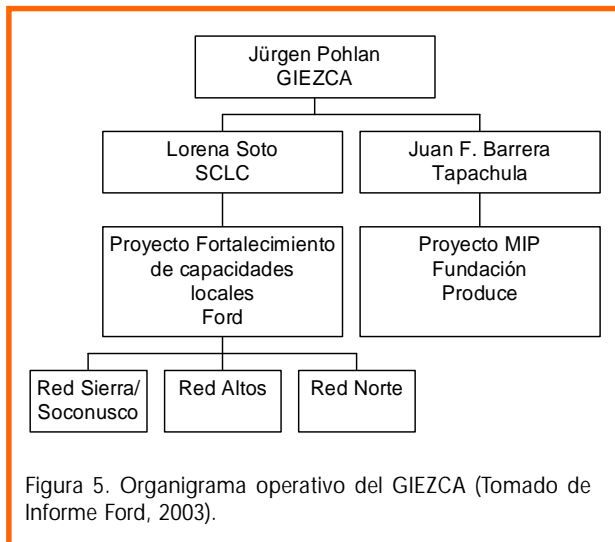 Jürgen Pohlan
GIEZCA
Lorena Soto
SCLC
Juan F. Barrera
Tapachula
Proyecto Fortalecimiento
de capacidades
locales
Ford
Proyecto MIP
Fundación
Produce
Red Sierra/
Soconusco
Red Altos
Red Norte
Figura 5. Organigrama operativo del GIEZCA (Tomado de
Informe Ford, 2003).